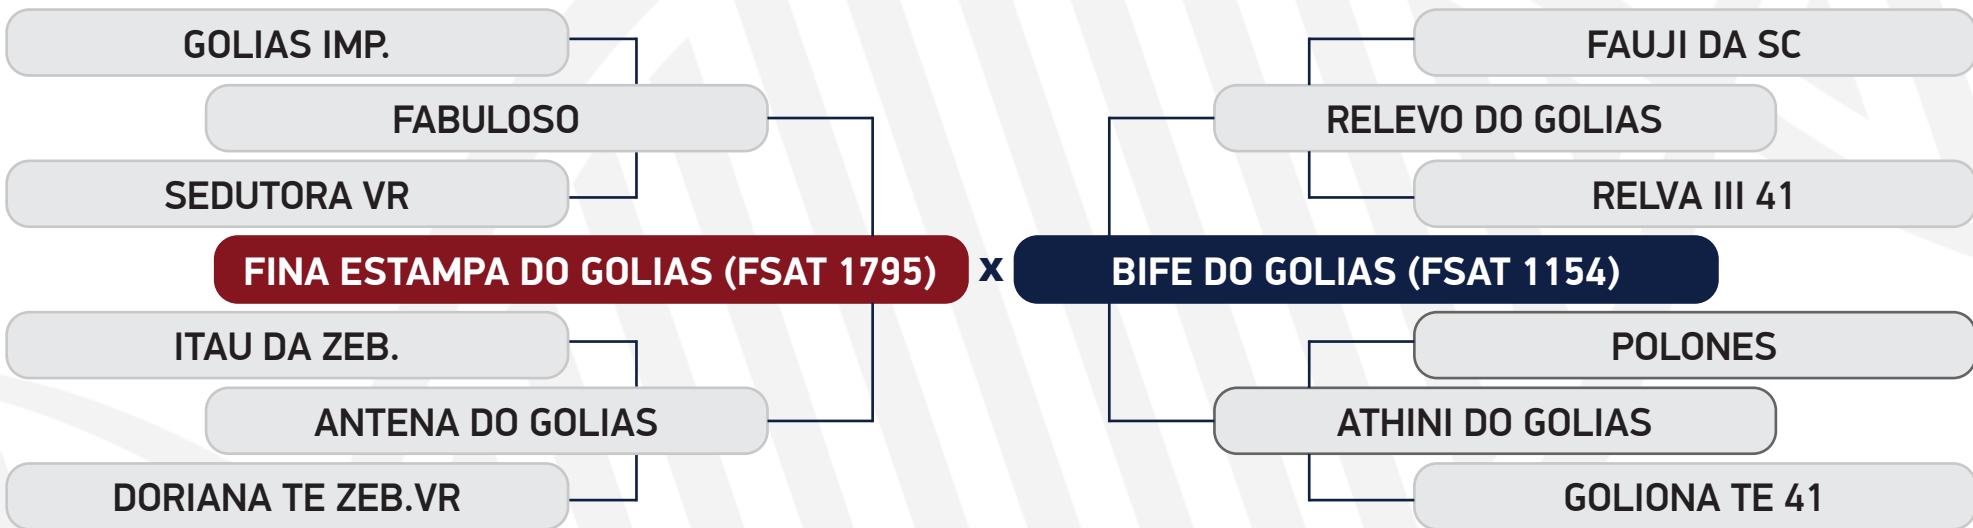 GOLIAS IMP.
FABULOSO
SEDUTORA VR
FINA ESTAMPA DO GOLIAS (FSAT 1795)
ITAU DA ZEB.
ANTENA DO GOLIAS
DORIANA TE ZEB.VR
x
FAUJI DA SC
RELEVO DO GOLIAS
RELVA III 41
BIFE DO GOLIAS (FSAT 1154)
POLONES
ATHINI DO GOLIAS
GOLIONA TE 41